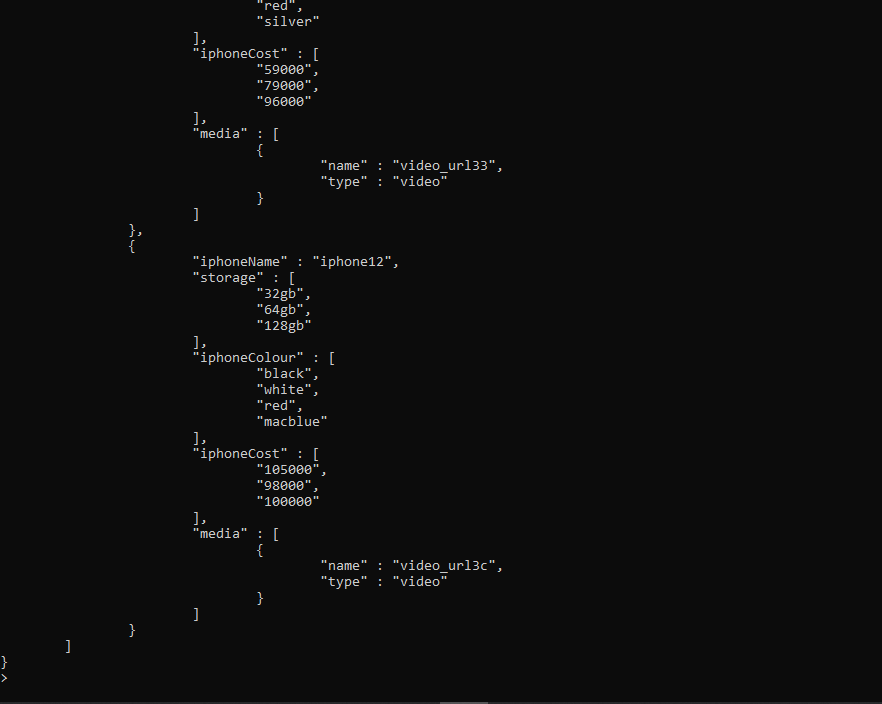 "red",
"silver"
],
"iphoneCost" : [
"59000",
"79000",
"96000"
],
"media" : [
{
"name" : "video_url33",
"type" : "video"
}
]
},
{
"iphoneName" : "iphone12",
"storage" : [
"32gb",
"64gb",
"128gb"
],
"iphoneColour" : [
"black",
"white",
"red",
"macblue"
],
"iphoneCost" : [
"105000",
"98000",
"100000"
],
"media" : [
{
"name" : "video_url3c",
"type" : "video"
}
]
}
]
}
>